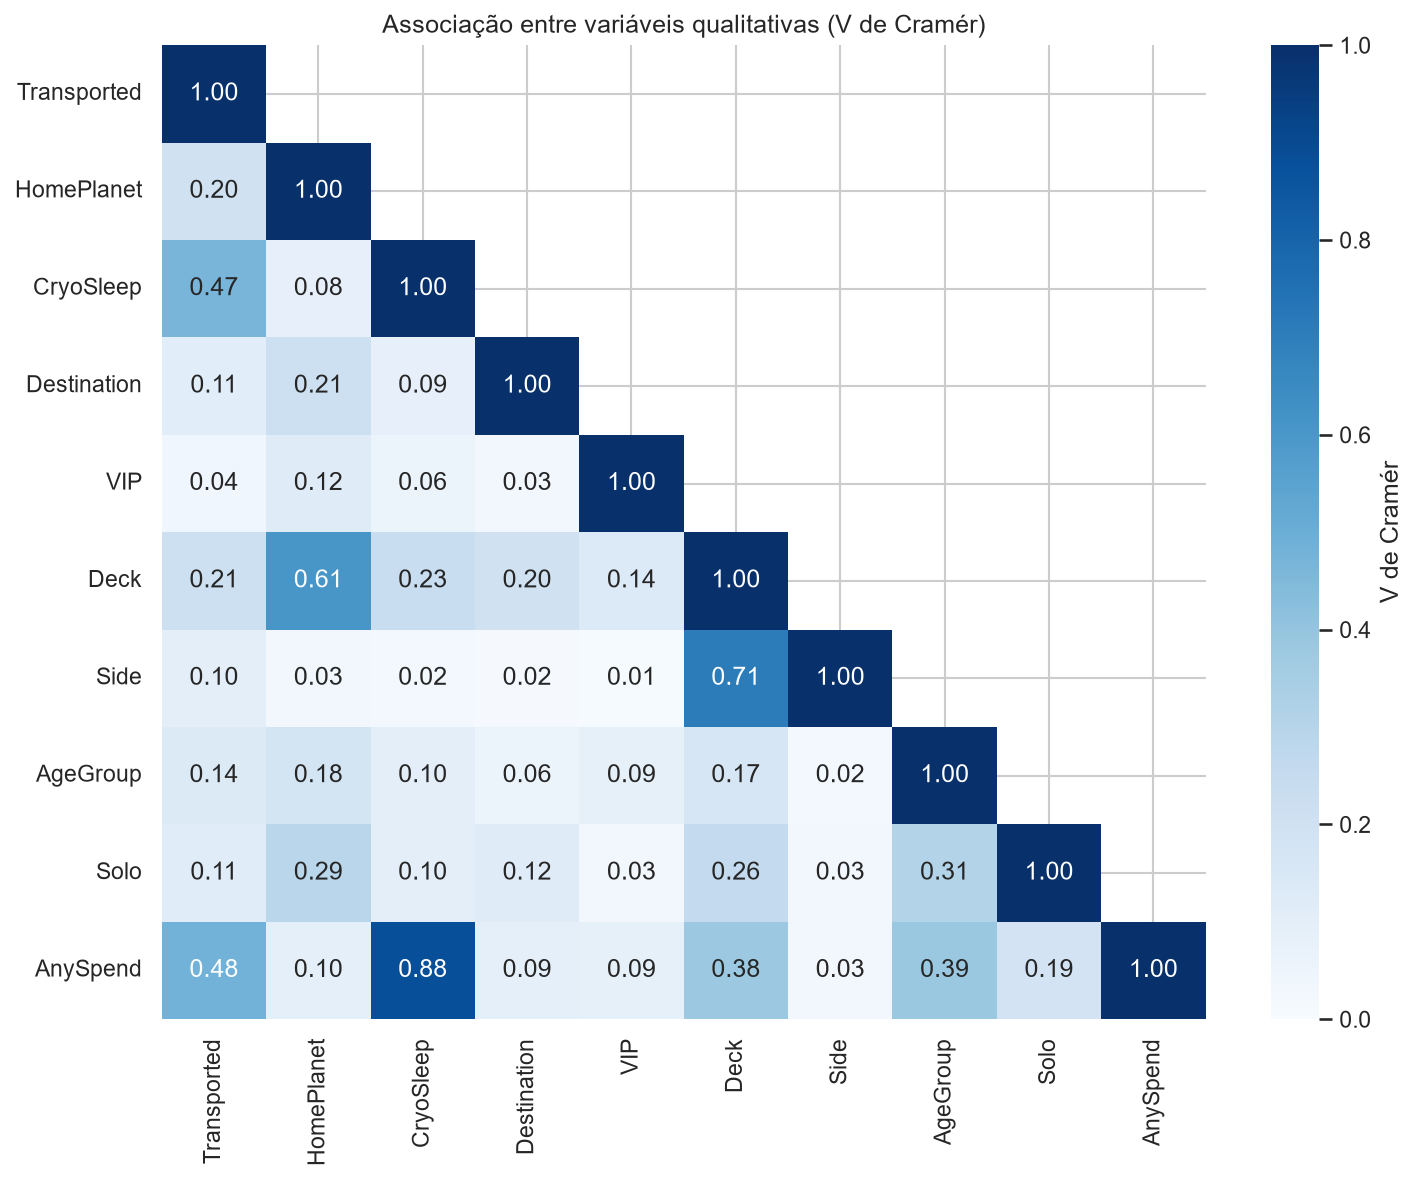 Associação entre variáveis qualitativas (V de Cramér)
Transported 1.00
HomePlanet 0.20 1.00
CryoSleep 0.47 0.08 1.00
Destination 0.11 0.21 0.09 1.00
VIP 0.04 0.12 0.06 0.03 1.00
Deck 0.21 0.61 0.23 0.20 0.14 1.00
Side 0.10 0.03 0.02 0.02 0.01 0.71 1.00
AgeGroup 0.14 0.18 0.10 0.06 0.09 0.17 0.02 1.00
Solo 0.11 0.29 0.10 0.12 0.03 0.26 0.03 0.31 1.00
AnySpend 0.48 0.10 0.88 0.09 0.09 0.38 0.03 0.39 0.19 1.00
Transported HomePlanet CryoSleep Destination VIP Deck Side AgeGroup Solo AnySpend
1.0
0.8
0.6
0.4
0.2
0.0
V de Cramér